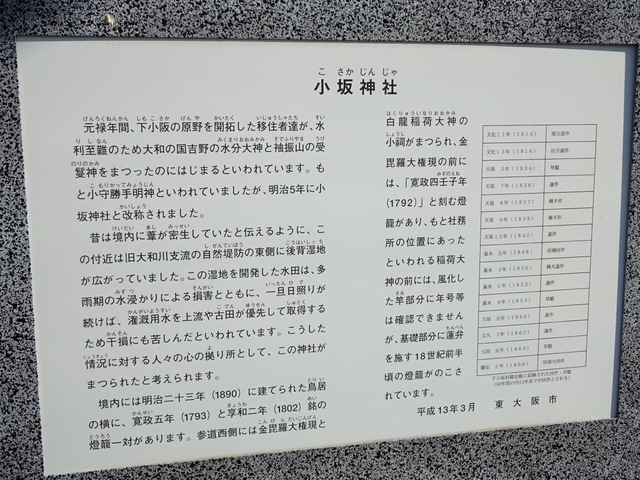 小坂神社
元禄年間、下小阪の原野を開拓した移住者達が、水
利至難のため大和の国吉野の水分大神と袖振山の受
鬘神をまつったのにはじまるといわれています。も
と小守勝手明神といわれていましたが、明治5年に小
坂神社と改称されました。
昔は境内に葦が密生していたと伝えるように、こ
の付近は旧大和川支流の自然堤防の東側に後背湿地
が広がっていました。この湿地を開発した水田は、多
雨期の水浸かりによる損害とともに、一旦日照りが
続けば、灌漑用水を上流や古田が優先して取得する
ため干損にも苦しんだといわれています。こうした
情況に対する人々の心の拠り所として、この神社が
まつられたと考えられます。
境内には明治二十三年（1890）に建てられた鳥居
の横に、寛政五年（1793）と享和二年（1802）銘の
燈籠一対があります。参道西側には金毘羅大権現と
白龍稲荷大神の
小祠がまつられ、金
毘羅大権現の前に
は、「寛政四壬子年
（1792）」と刻む燈
籠があり、もと社務
所の位置にあった
といわれる稲荷大
神の前には、風化し
た竿部分に年号等
は確認できません
が、基礎部分に蓮弁
を施す18世紀前半
頃の燈籠がのこさ
れています。
文化11年（1814）
文化13年（1816）
天保 5年（1834） 早魃
天保 7年（1836） 凶作
天保 8年（1837） 稲不作
天保 9年（1838） 稲不作
天保13年（1842） 凶作
嘉永 元年（1848）
嘉永 3年（1850）
嘉永 5年（1852） 凶作
嘉永 6年（1853） 早魃
万延 元年（1860） 凶作
文久 2年（1862） 凶作
元治 元年（1864） 早魃
慶応 2年（1866）
平成13年3月 東大阪市